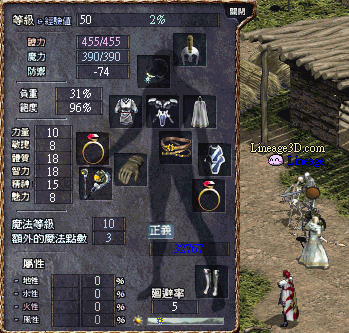 關閉
等級 & 經驗值 50 2%
體力 455/455
魔力 390/390
防禦 -74
負重 31%
飽度 96%
力量 10
敏捷 8
體質 18
智力 18
精神 15
魅力 8
Lineage3D.com
魔法等級 10
額外的魔法點數 3
正義
32767
屬性
- 地性 0 %
- 水性 0 %
- 火性 0 %
- 風性 0 %
迴避率
5